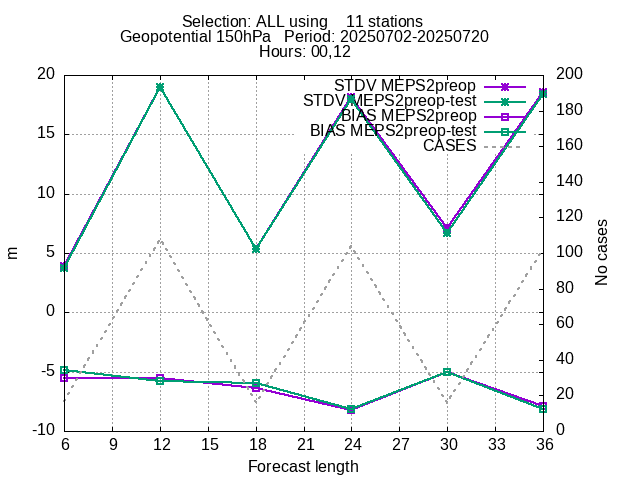 Selection: ALL using    11 stations
Geopotential 150hPa   Period: 20250702-20250720
Hours: 00,12
STDV MEPS2preop
STDV MEPS2preop-test
BIAS MEPS2preop
BIAS MEPS2preop-test
CASES
20
15
10
5
0
-5
-10
m
200
180
160
140
120
100
80
60
40
20
0
No cases
6 9 12 15 18 21 24 27 30 33 36
Forecast length